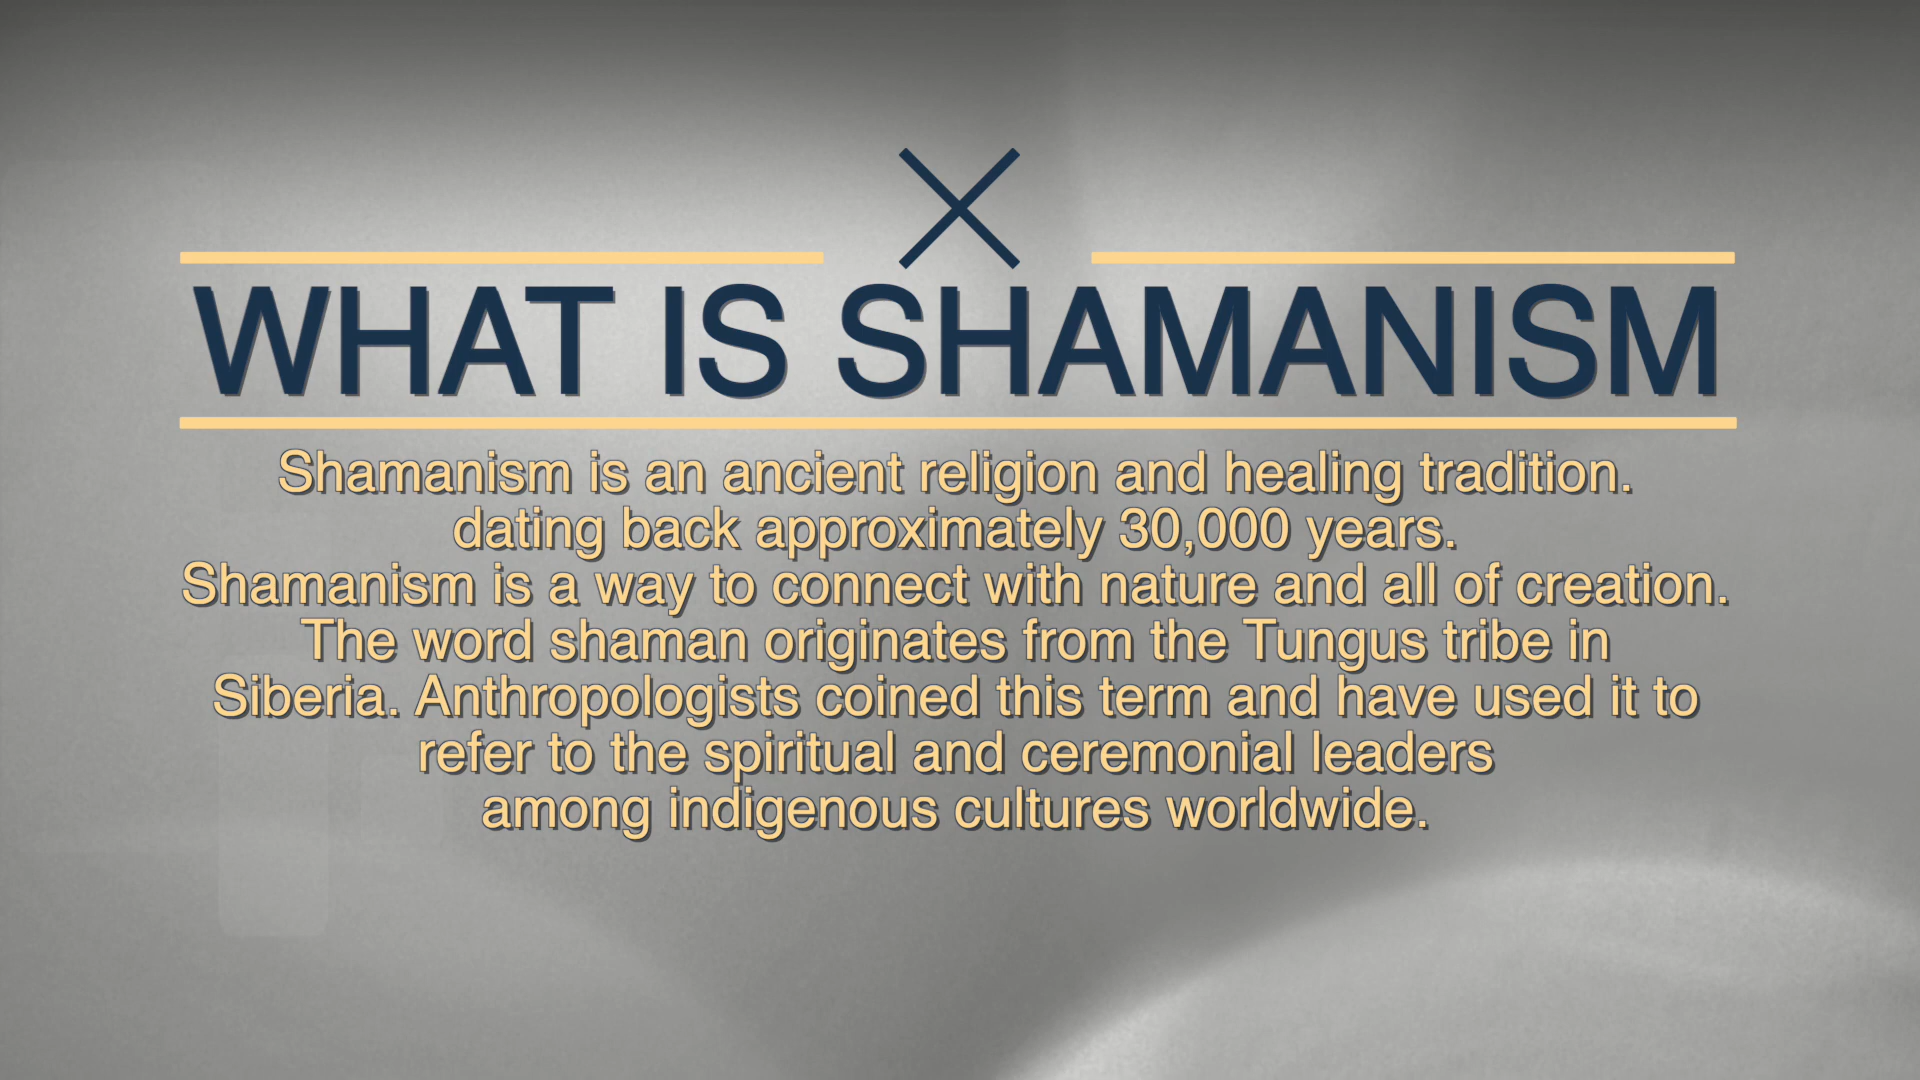 WHAT IS SHAMANISM
Shamanism is an ancient religion and healing tradition.
dating back approximately 30,000 years.
Shamanism is a way to connect with nature and all of creation.
The word shaman originates from the Tungus tribe in
Siberia. Anthropologists coined this term and have used it to
refer to the spiritual and ceremonial leaders
among indigenous cultures worldwide.